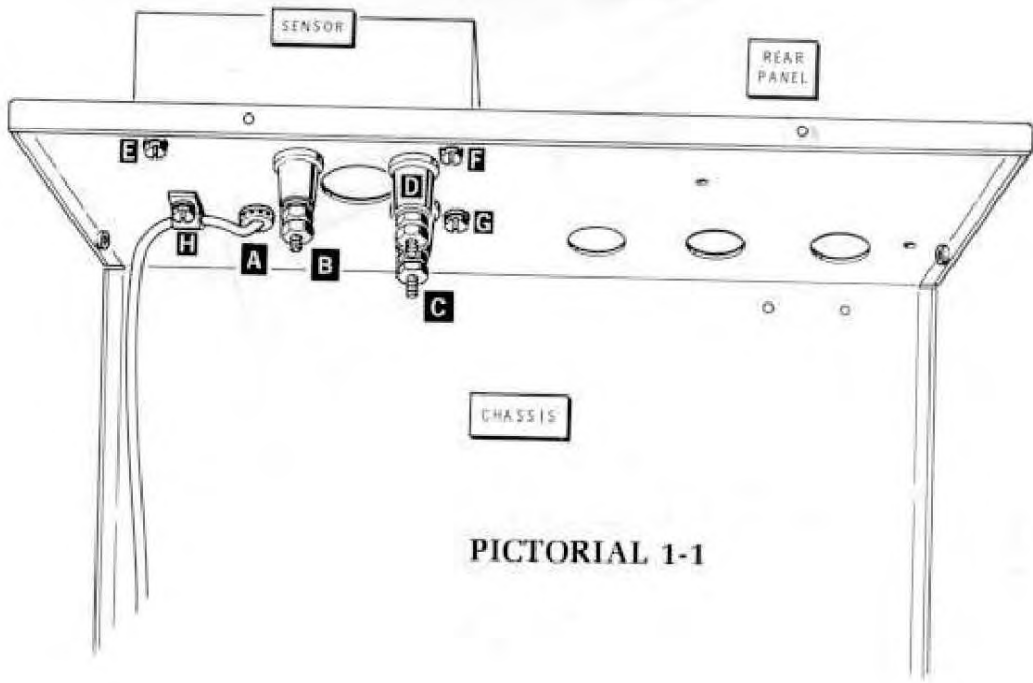 SENSOR
REAR
PANEL
E
F
D
G
H
A
B
C
CHASSIS
PICTORIAL 1-1